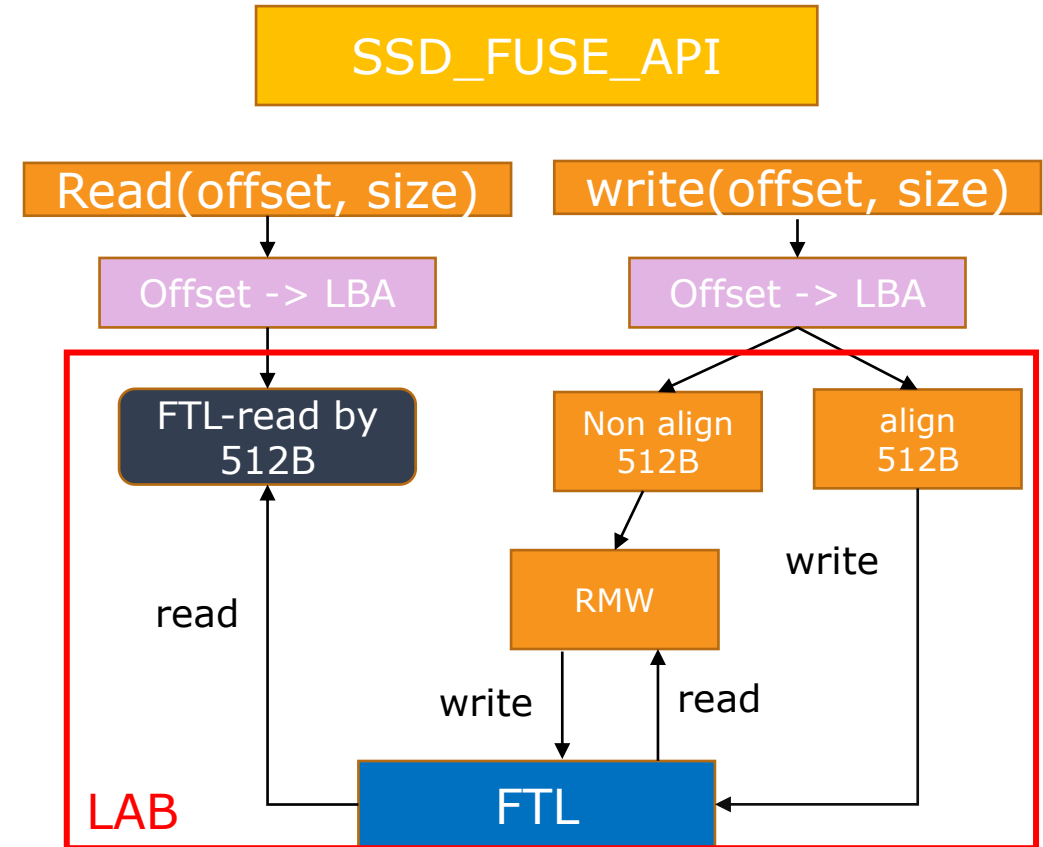 SSD_FUSE_API
Read(offset, size)
write(offset, size)
Offset -> LBA
Offset -> LBA
FTL-read by
512B
Non align
512B
align
512B
write
RMW
read
write
read
FTL
LAB